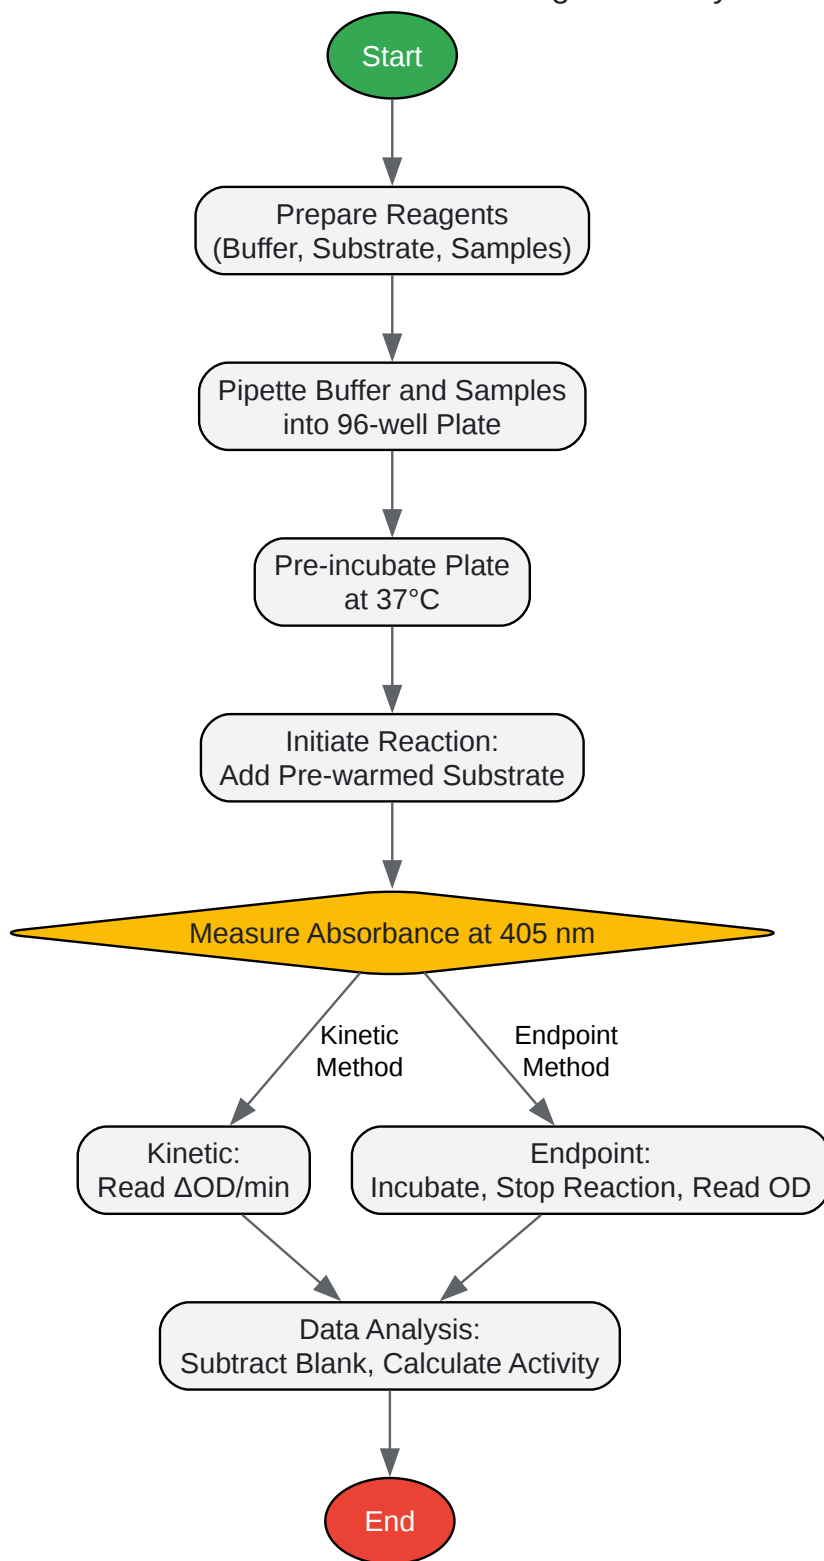 Start
Prepare Reagents
(Buffer, Substrate, Samples)
Pipette Buffer and Samples
into 96-well Plate
Pre-incubate Plate
at 37°C
Initiate Reaction:
Add Pre-warmed Substrate
Measure Absorbance at 405 nm
Kinetic
Method
Endpoint
Method
Kinetic:
Read ΔOD/min
Endpoint:
Incubate, Stop Reaction, Read OD
Data Analysis:
Subtract Blank, Calculate Activity
End